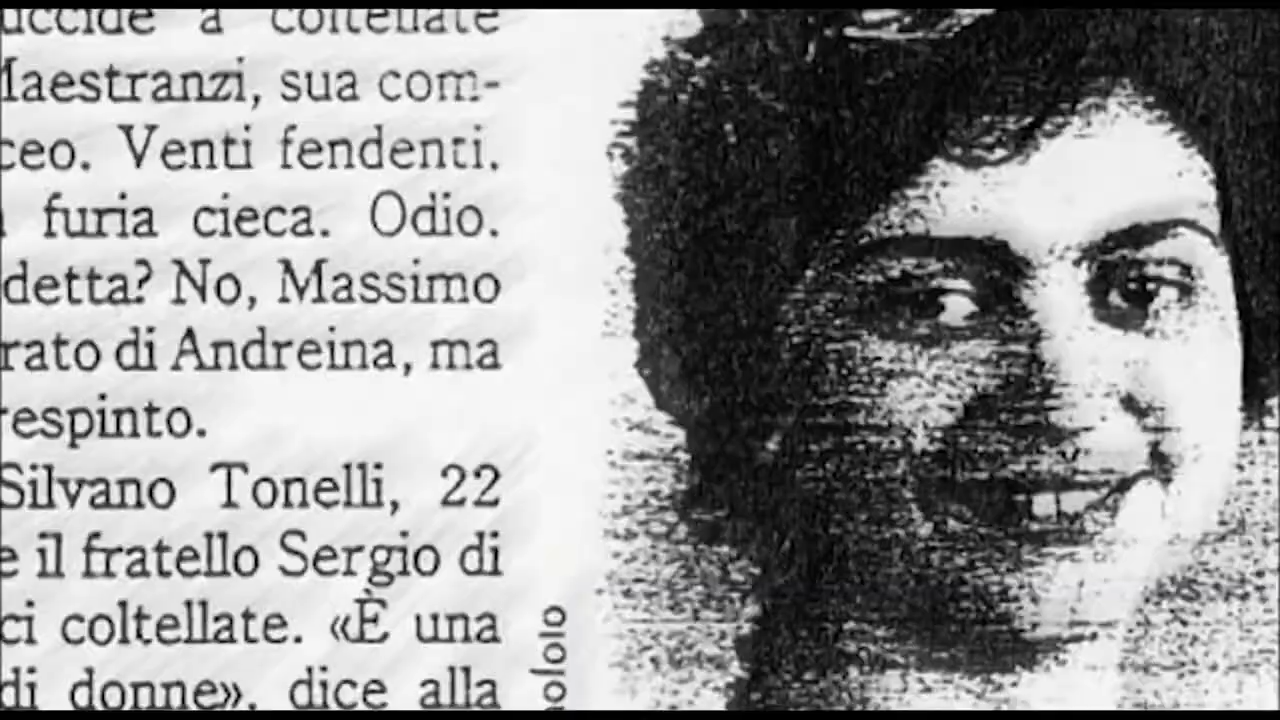 uccide a coltellate
Maestranzi, sua com-
ceo. Venti fendenti.
furia cieca. Odio.
detta? No, Massimo
rato di Andreina, ma
respinto.
Silvano Tonelli, 22
e il fratello Sergio di
ci coltellate. «È una
di donne», dice alla